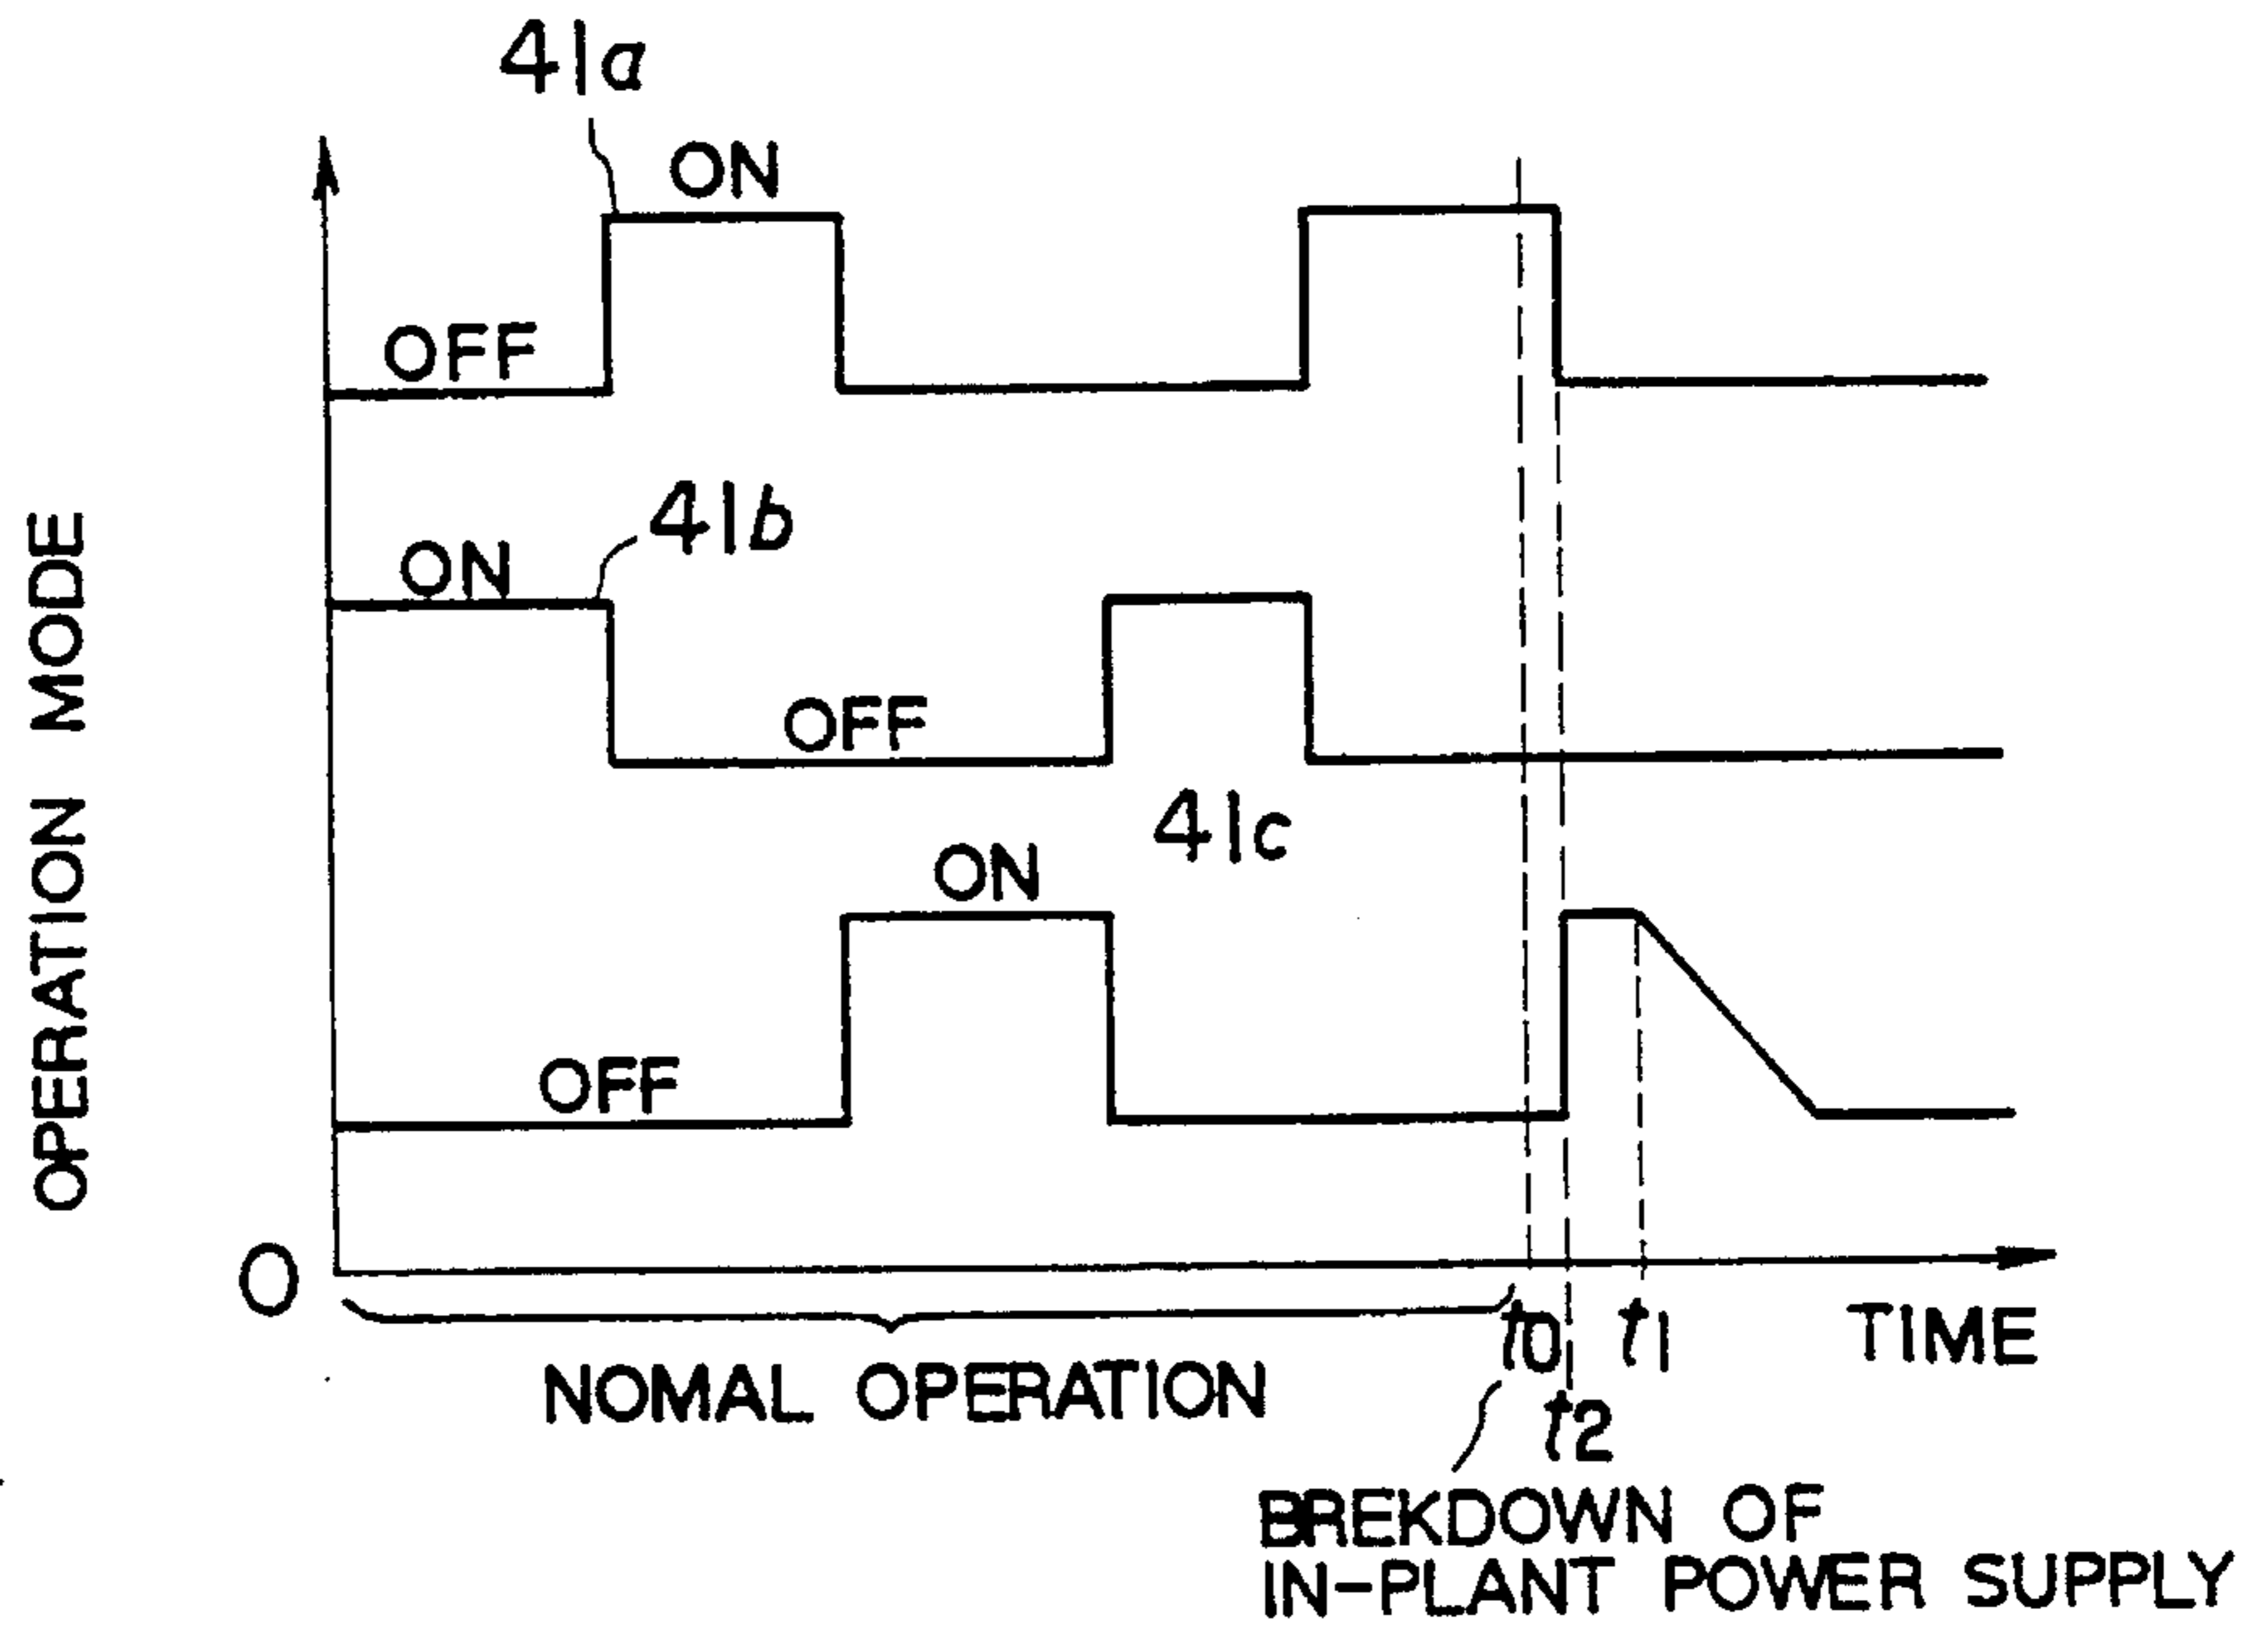 41a
ON
OFF
41b
ON
OFF
41c
ON
OFF
OPERATION MODE
O
t0
t1
TIME
NOMAL OPERATION
t2
BREKDOWN OF
IN-PLANT POWER SUPPLY